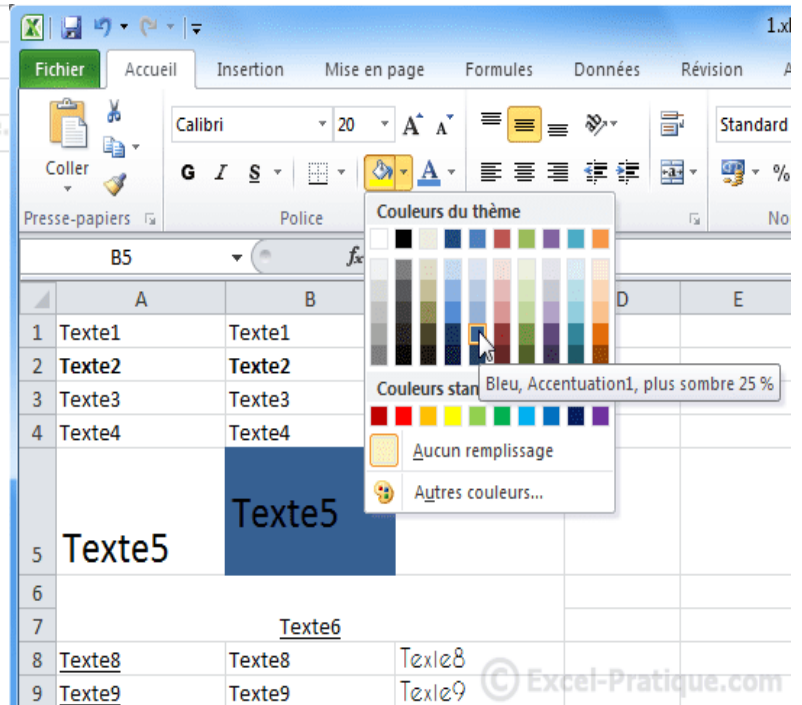 1.xl
Fichier Accueil Insertion Mise en page Formules Données Révision A
Calibri 20 A A Standard
Coller G I S A %
Presse-papiers Police No
Couleurs du thème
B5 fx
A B D E
1 Texte1 Texte1
2 Texte2 Texte2
Bleu, Accentuation1, plus sombre 25 %
3 Texte3 Texte3 Couleurs stan
4 Texte4 Texte4
Aucun remplissage
Autres couleurs...
5 Texte5 Texte5
6
7 Texte6
8 Texte8 Texte8 Texte8
© Excel-Pratique.com
9 Texte9 Texte9 Texte9